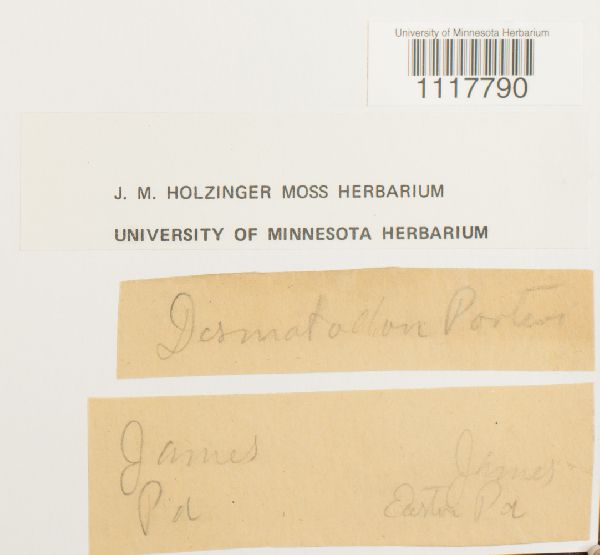 University of Minnesota Herbarium
1117790
J. M. HOLZINGER MOSS HERBARIUM
UNIVERSITY OF MINNESOTA HERBARIUM
Desmatodon Porteri
James
Pa
James
Easton Pa